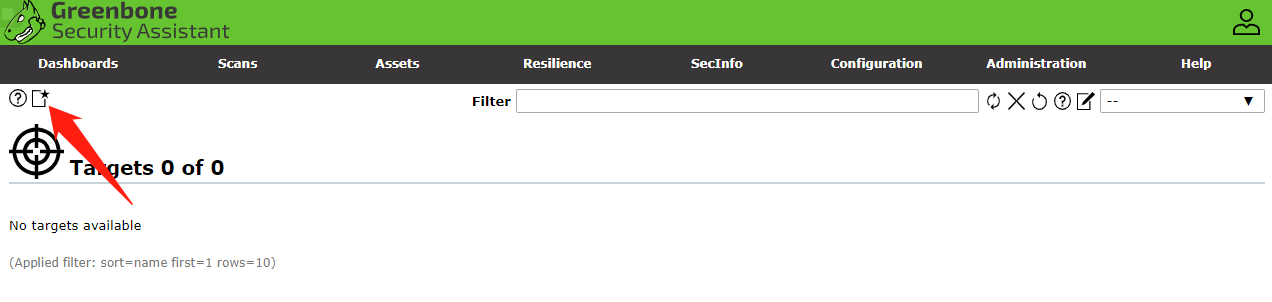 Greenbone
Security Assistant
Dashboards Scans Assets Resilience SecInfo Configuration Administration Help
Filter --
Targets 0 of 0
No targets available
(Applied filter: sort=name first=1 rows=10)